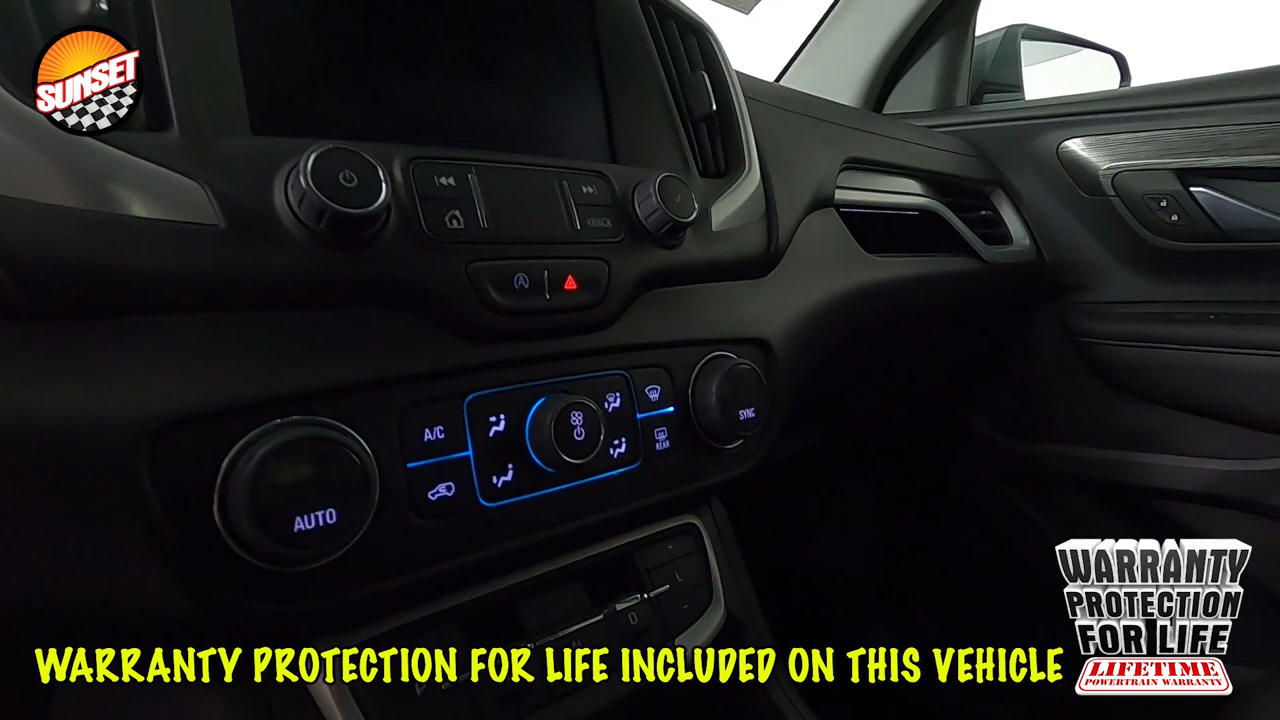 SUNSET
BACK
A/C
SYNC
REAR
AUTO
L
D
WARRANTY
PROTECTION
FOR LIFE
LIFETIME
POWERTRAIN WARRANTY
WARRANTY PROTECTION FOR LIFE INCLUDED ON THIS VEHICLE